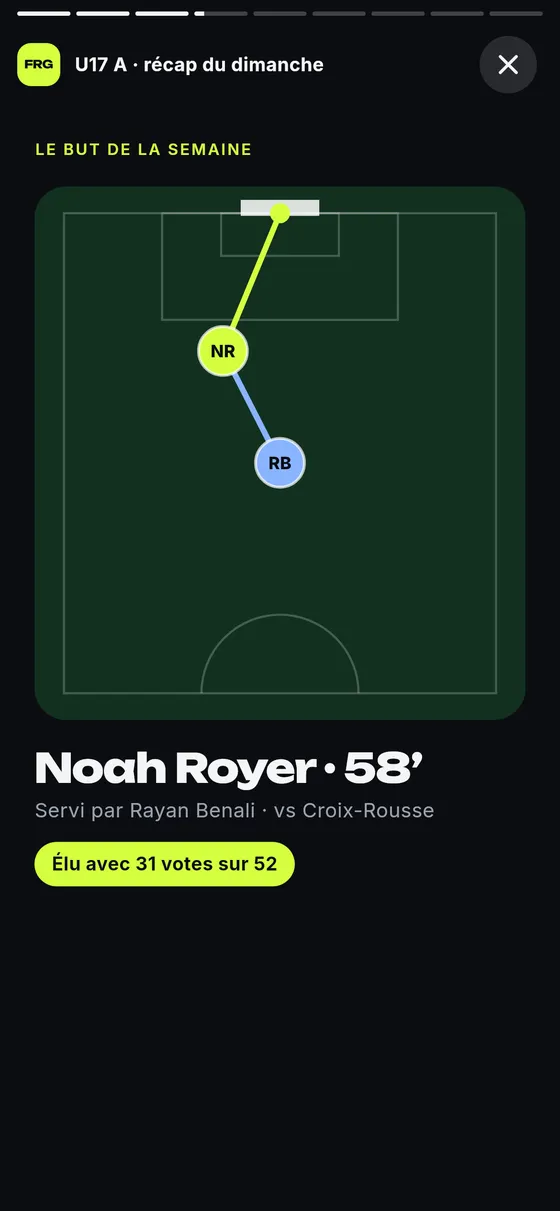 FRG
U17 A · récap du dimanche
LE BUT DE LA SEMAINE
NR
RB
Noah Royer · 58’
Servi par Rayan Benali · vs Croix-Rousse
Élu avec 31 votes sur 52